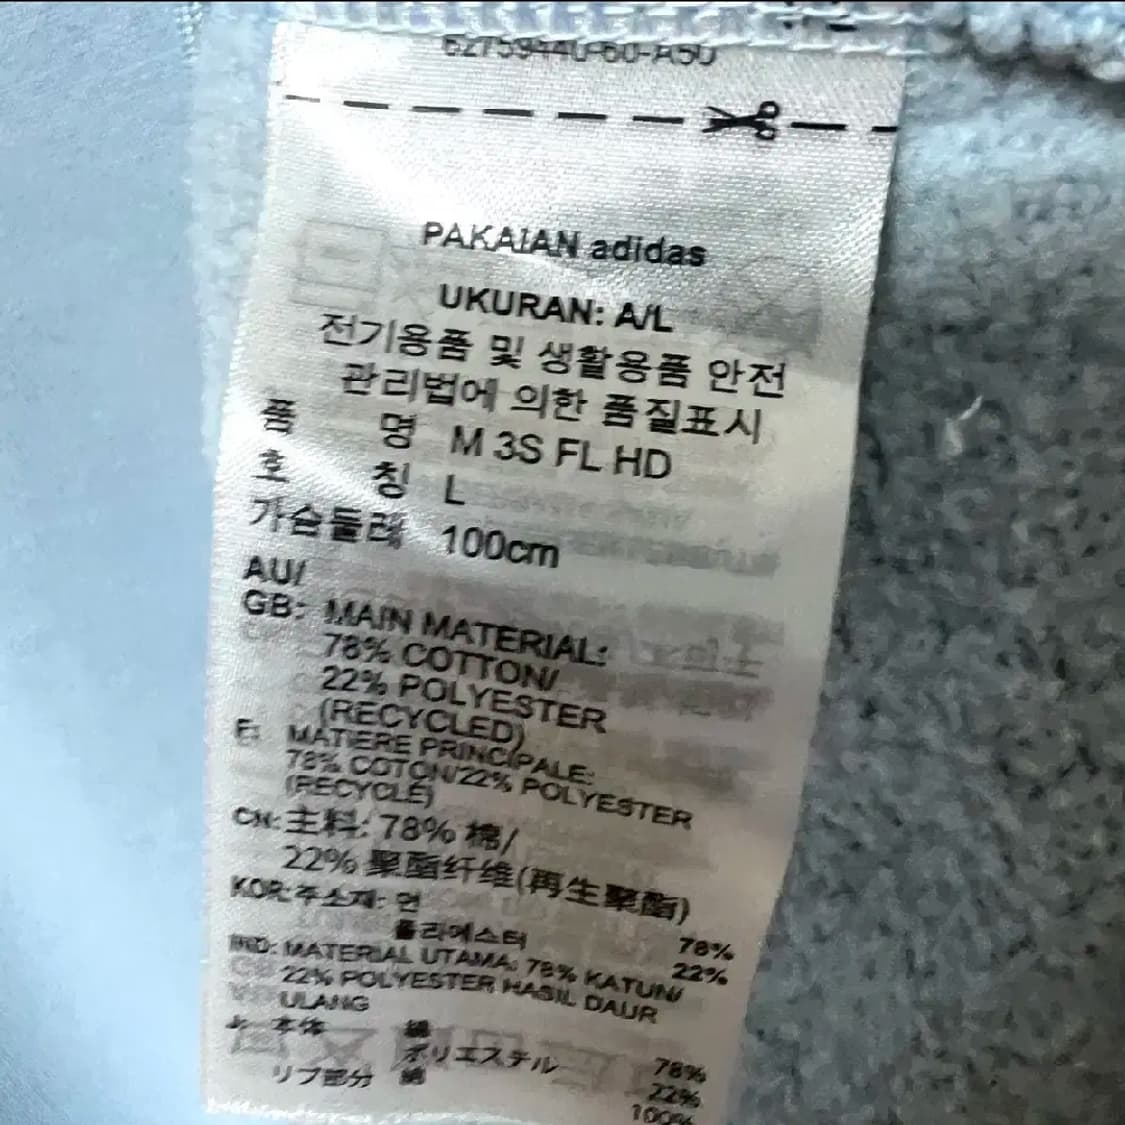 PAKAIAN adidas
UKURAN: A/L
전기용품 및 생활용품 안전
관리법에 의한 품질표시
품 명 M 3S FL HD
호 칭 L
가슴둘레 100cm
AU/
GB: MAIN MATERIAL:
78% COTTON/
22% POLYESTER
(RECYCLED)
F: MATIERE PRINCIPALE:
78% COTON/22% POLYESTER
(RECYCLE)
CN: 主料: 78% 棉/
22% 聚酯纤维(再生聚酯)
KOR: 주소재: 면 78%
폴리에스터 22%
IND: MATERIAL UTAMA: 78% KATUN/
22% POLYESTER HASIL DAUR
ULANG
本体 綿 78%
ポリエステル 22%
リブ部分 綿 100%